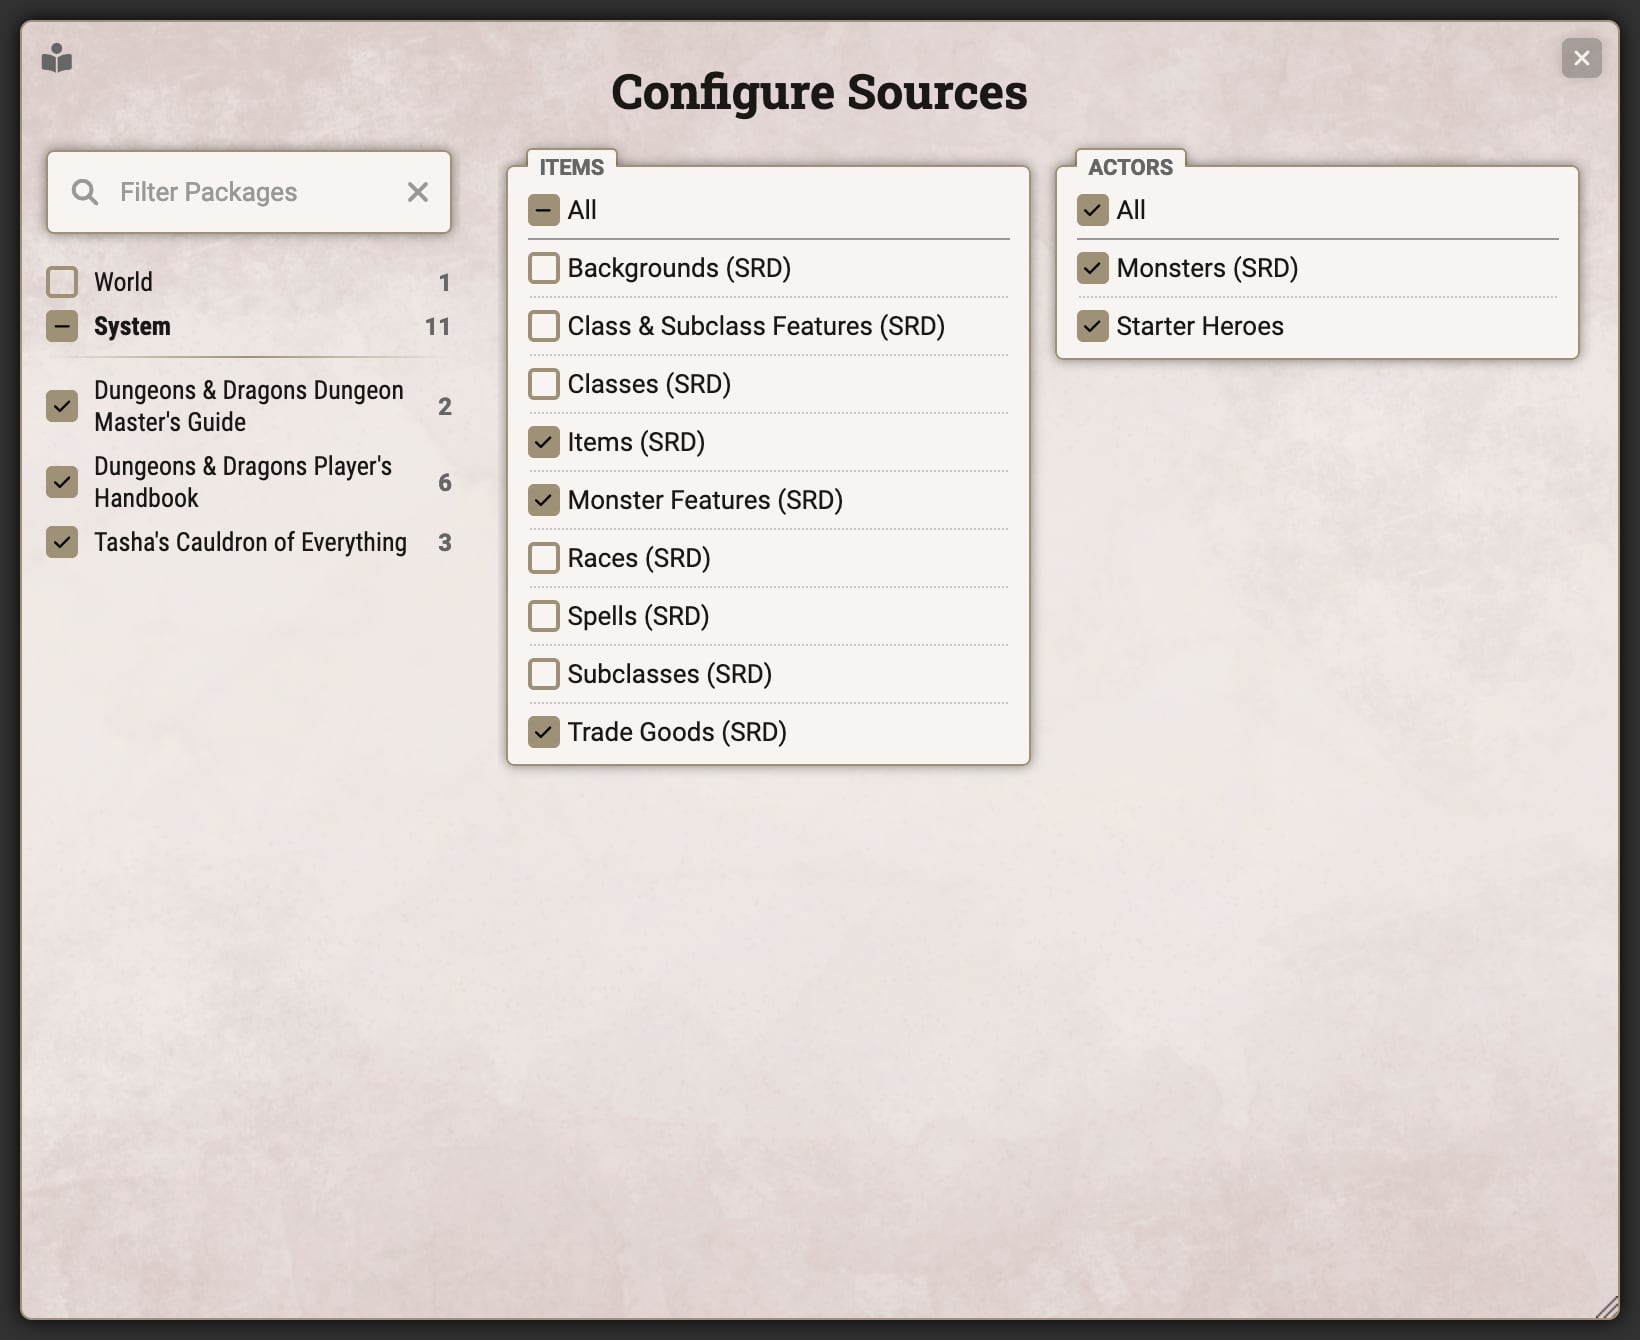 Configure Sources
Filter Packages
World 1
System 11
Dungeons & Dragons Dungeon
Master's Guide 2
Dungeons & Dragons Player's
Handbook 6
Tasha's Cauldron of Everything 3
ITEMS
All
Backgrounds (SRD)
Class & Subclass Features (SRD)
Classes (SRD)
Items (SRD)
Monster Features (SRD)
Races (SRD)
Spells (SRD)
Subclasses (SRD)
Trade Goods (SRD)
ACTORS
All
Monsters (SRD)
Starter Heroes